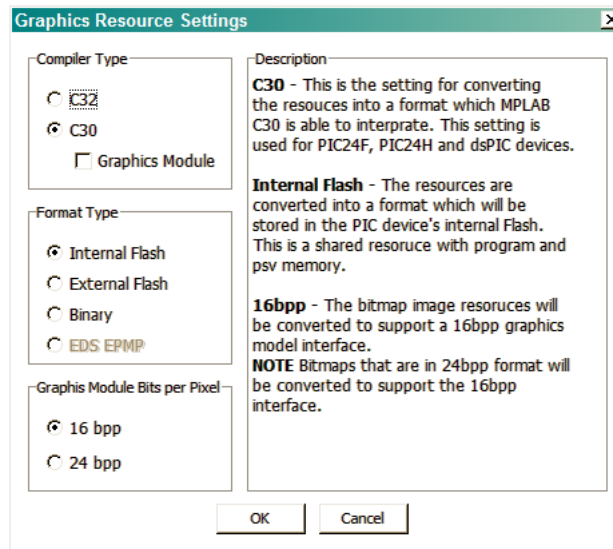 Graphics Resource Settings
Compiler Type
C32
C30
Graphics Module
Format Type
Internal Flash
External Flash
Binary
EDS EPMP
Graphis Module Bits per Pixel
16 bpp
24 bpp
Description
C30 - This is the setting for converting
the resouces into a format which MPLAB
C30 is able to interprate. This setting is
used for PIC24F, PIC24H and dsPIC devices.
Internal Flash - The resources are
converted into a format which will be
stored in the PIC device's internal Flash.
This is a shared resoruce with program and
psv memory.
16bpp - The bitmap image resoruces will
be converted to support a 16bpp graphics
model interface.
NOTE Bitmaps that are in 24bpp format will
be converted to support the 16bpp
interface.
OK
Cancel